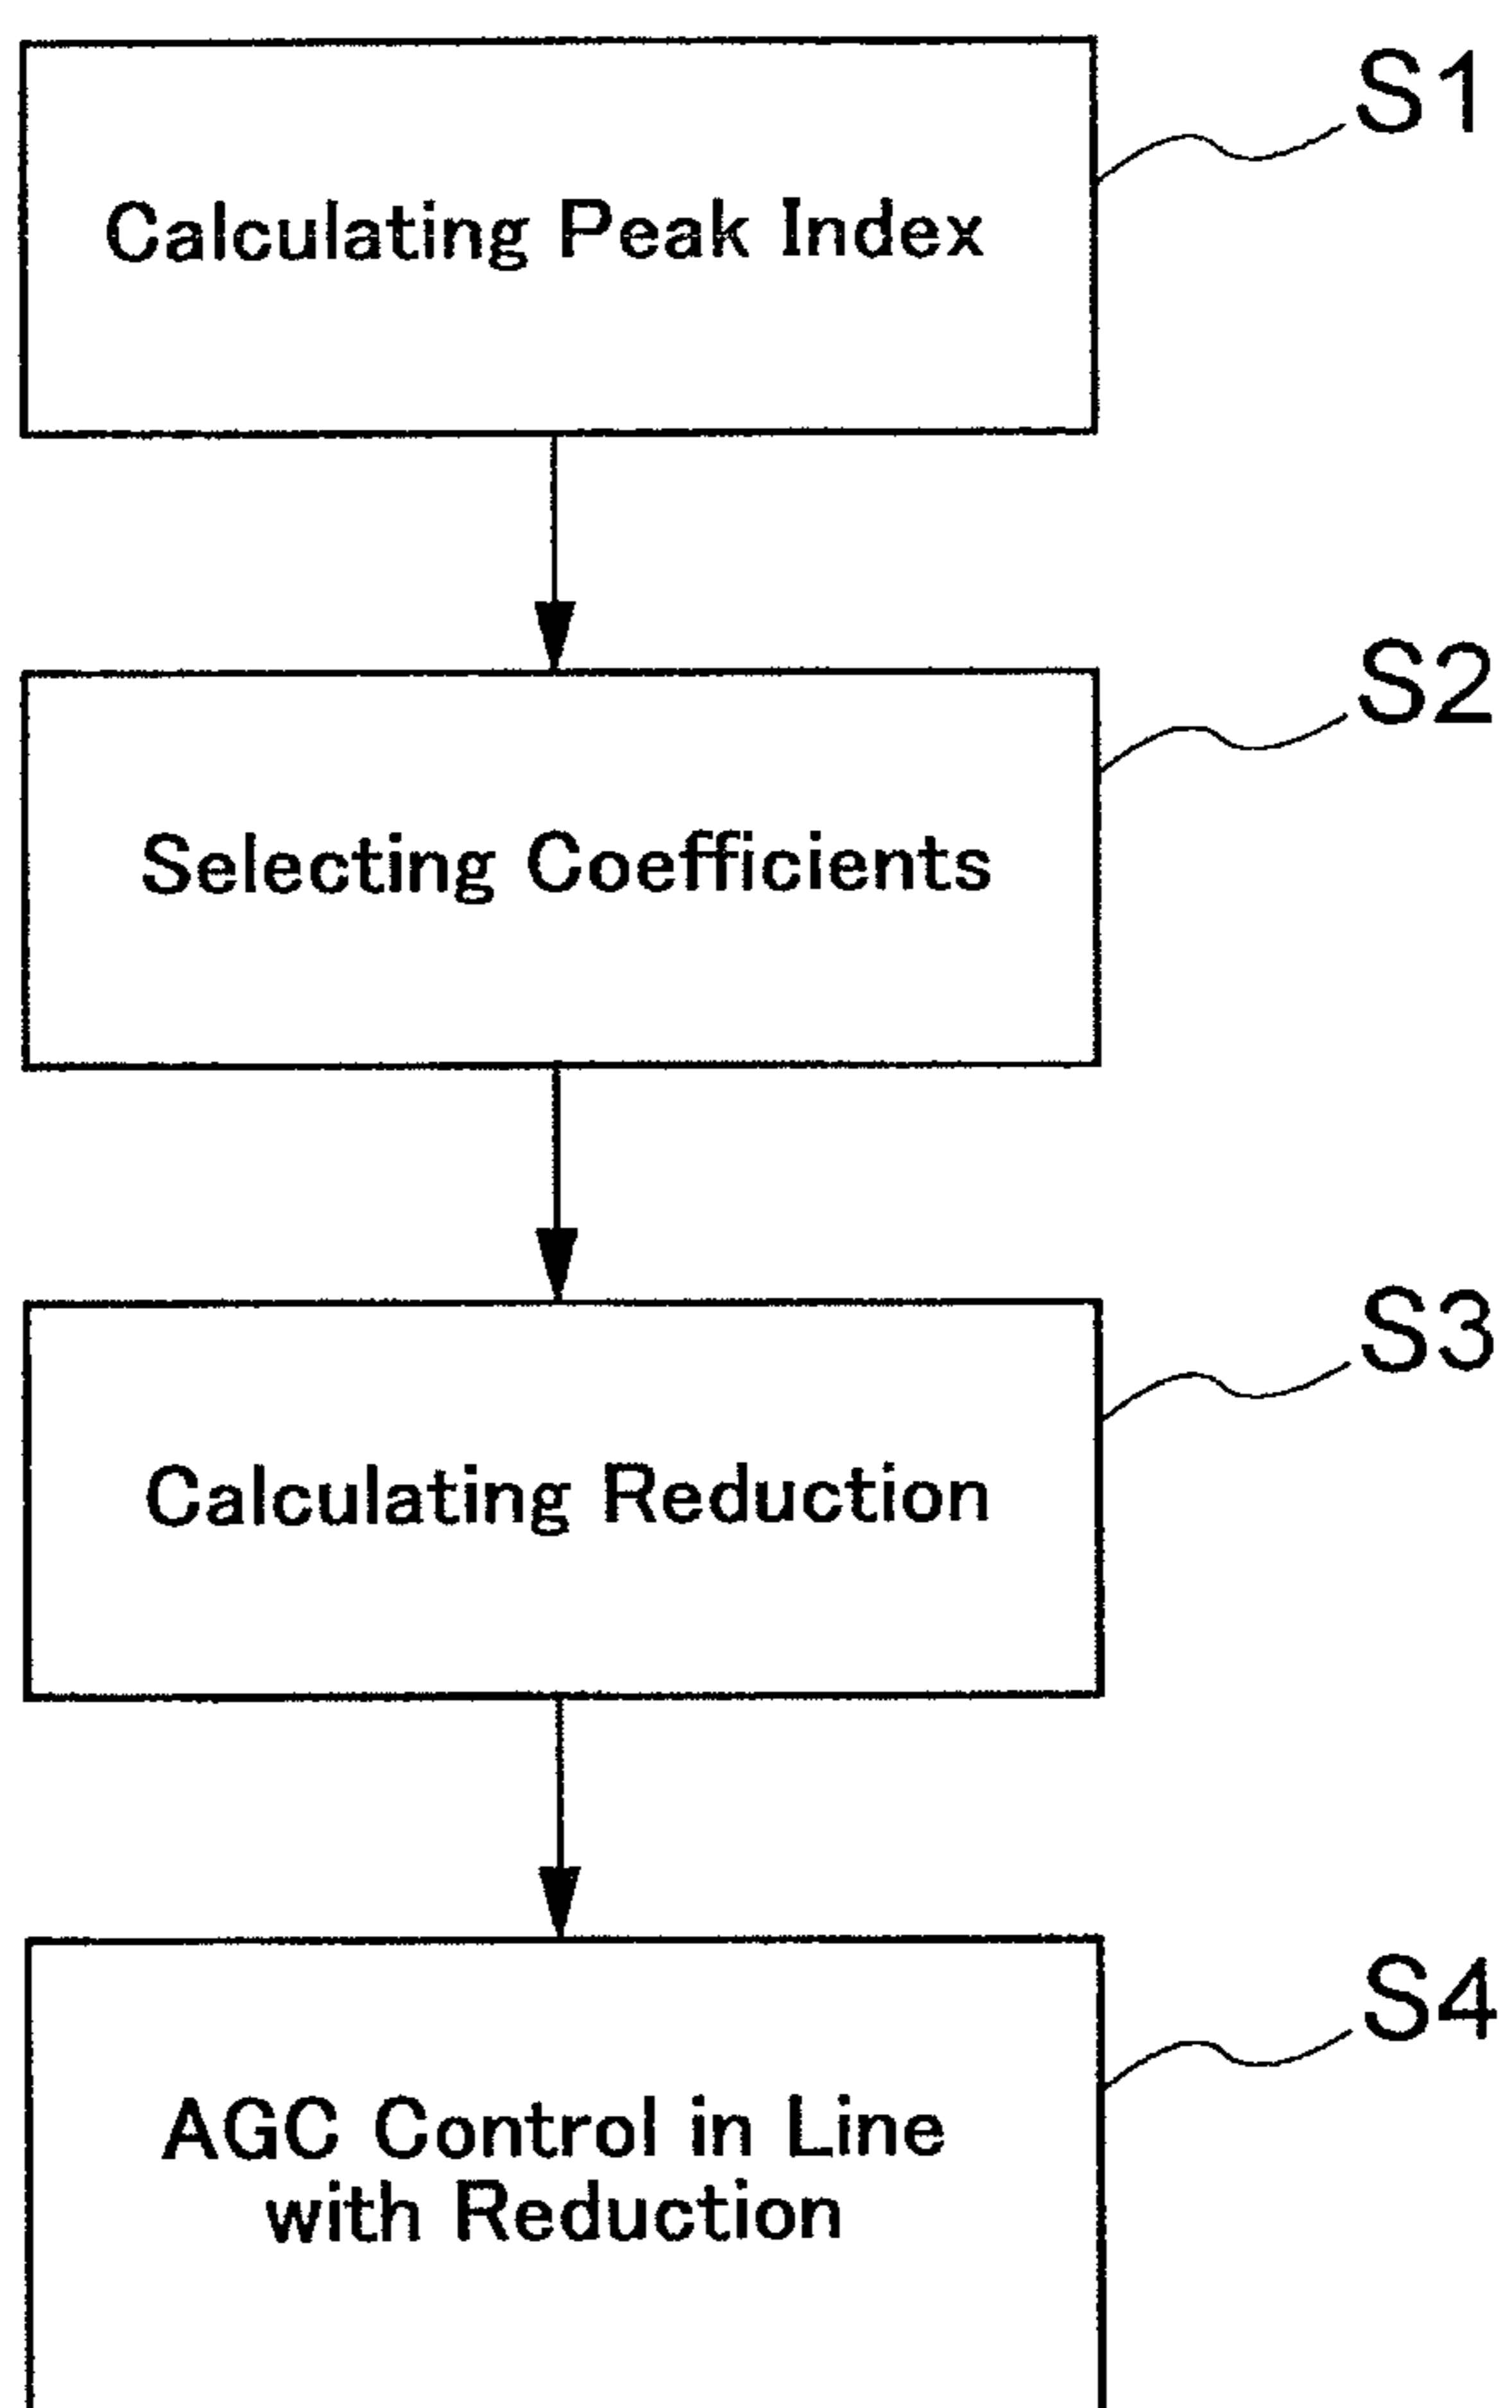 S1
Calculating Peak Index
S2
Selecting Coefficients
S3
Calculating Reduction
S4
AGC Control in Line
with Reduction